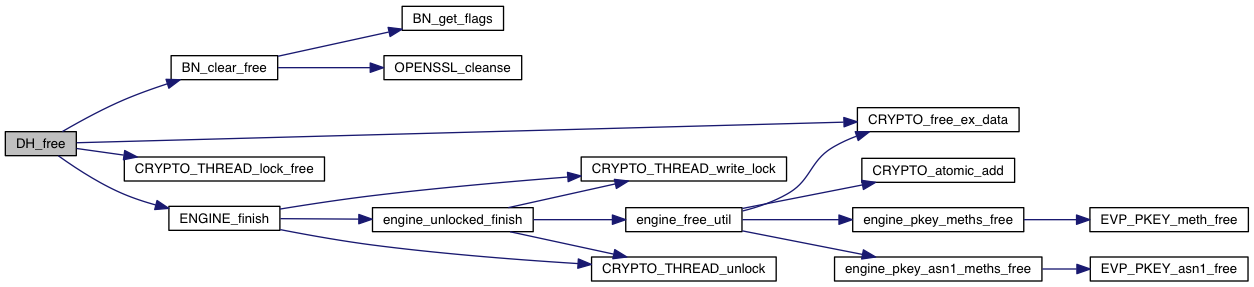 BN_get_flags
BN_clear_free
OPENSSL_cleanse
CRYPTO_free_ex_data
DH_free
CRYPTO_THREAD_lock_free
CRYPTO_THREAD_write_lock
CRYPTO_atomic_add
ENGINE_finish
engine_unlocked_finish
engine_free_util
engine_pkey_meths_free
EVP_PKEY_meth_free
CRYPTO_THREAD_unlock
engine_pkey_asn1_meths_free
EVP_PKEY_asn1_free